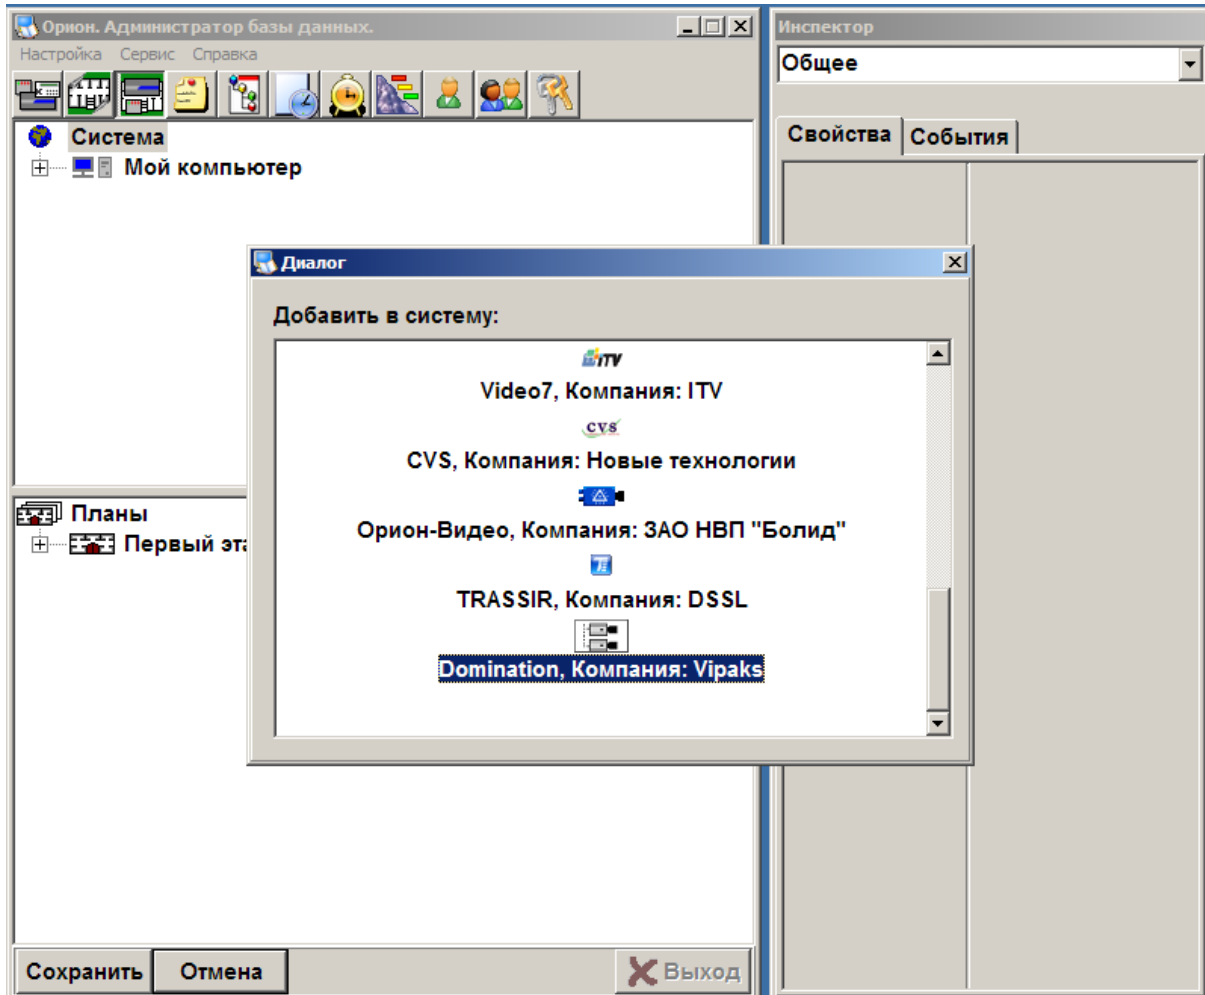 Орион. Администратор базы данных.
Настройка Сервис Справка
Система
Мой компьютер
Планы
Первый эта
Сохранить
Отмена
Выход
Инспектор
Общее
Свойства
События
Диалог
Добавить в систему:
iTV
Video7, Компания: ITV
CVS
CVS, Компания: Новые технологии
Орион-Видео, Компания: ЗАО НВП "Болид"
TRASSIR, Компания: DSSL
Domination, Компания: Vipaks